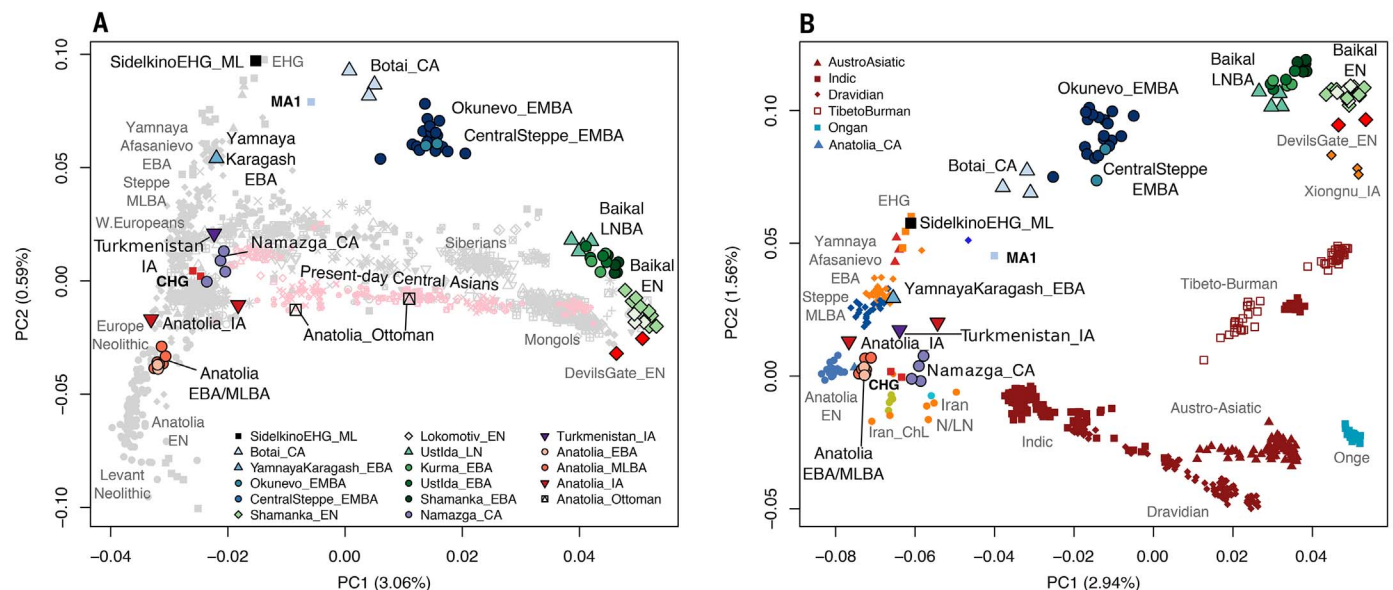 A
SidelkinoEHG_ML
EHG
Botai_CA
MA1
Okunevo_EMBA
CentralSteppe_EMBA
Yamnaya
Afasanievo
EBA
Steppe
MLBA
W.Europeans
Yamnaya
Karagash
EBA
Turkmenistan
IA
Namazga_CA
CHG
Siberians
Present-day Central Asians
Baikal
LNBA
Baikal
EN
Anatolia_IA
Europe
Neolithic
Anatolia_Ottoman
Mongols
DevilsGate_EN
Anatolia
EBA/MLBA
Anatolia
EN
Levant
Neolithic
SidelkinoEHG_ML
Botai_CA
YamnayaKaragash_EBA
Okunevo_EMBA
CentralSteppe_EMBA
Shamanka_EN
Lokomotiv_EN
UstIda_LN
Kurma_EBA
UstIda_EBA
Shamanka_EBA
Namazga_CA
Turkmenistan_IA
Anatolia_EBA
Anatolia_MLBA
Anatolia_IA
Anatolia_Ottoman
0.10
0.05
0.00
−0.05
−0.10
PC2 (0.59%)
−0.04
−0.02
0.00
0.02
0.04
PC1 (3.06%)
B
AustroAsiatic
Indic
Dravidian
TibetoBurman
Ongan
Anatolia_CA
Baikal
LNBA
Baikal
EN
Okunevo_EMBA
DevilsGate_EN
Botai_CA
CentralSteppe
EMBA
Xiongnu_IA
EHG
SidelkinoEHG_ML
Yamnaya
Afasanievo
EBA
MA1
Steppe
MLBA
YamnayaKaragash_EBA
Tibeto-Burman
Turkmenistan_IA
Anatolia_IA
Namazga_CA
CHG
Anatolia
EN
Iran
N/LN
Iran_ChL
Indic
Austro-Asiatic
Onge
Anatolia
EBA/MLBA
Dravidian
0.10
0.05
0.00
−0.05
PC2 (1.56%)
−0.08
−0.06
−0.04
−0.02
0.00
0.02
0.04
PC1 (2.94%)